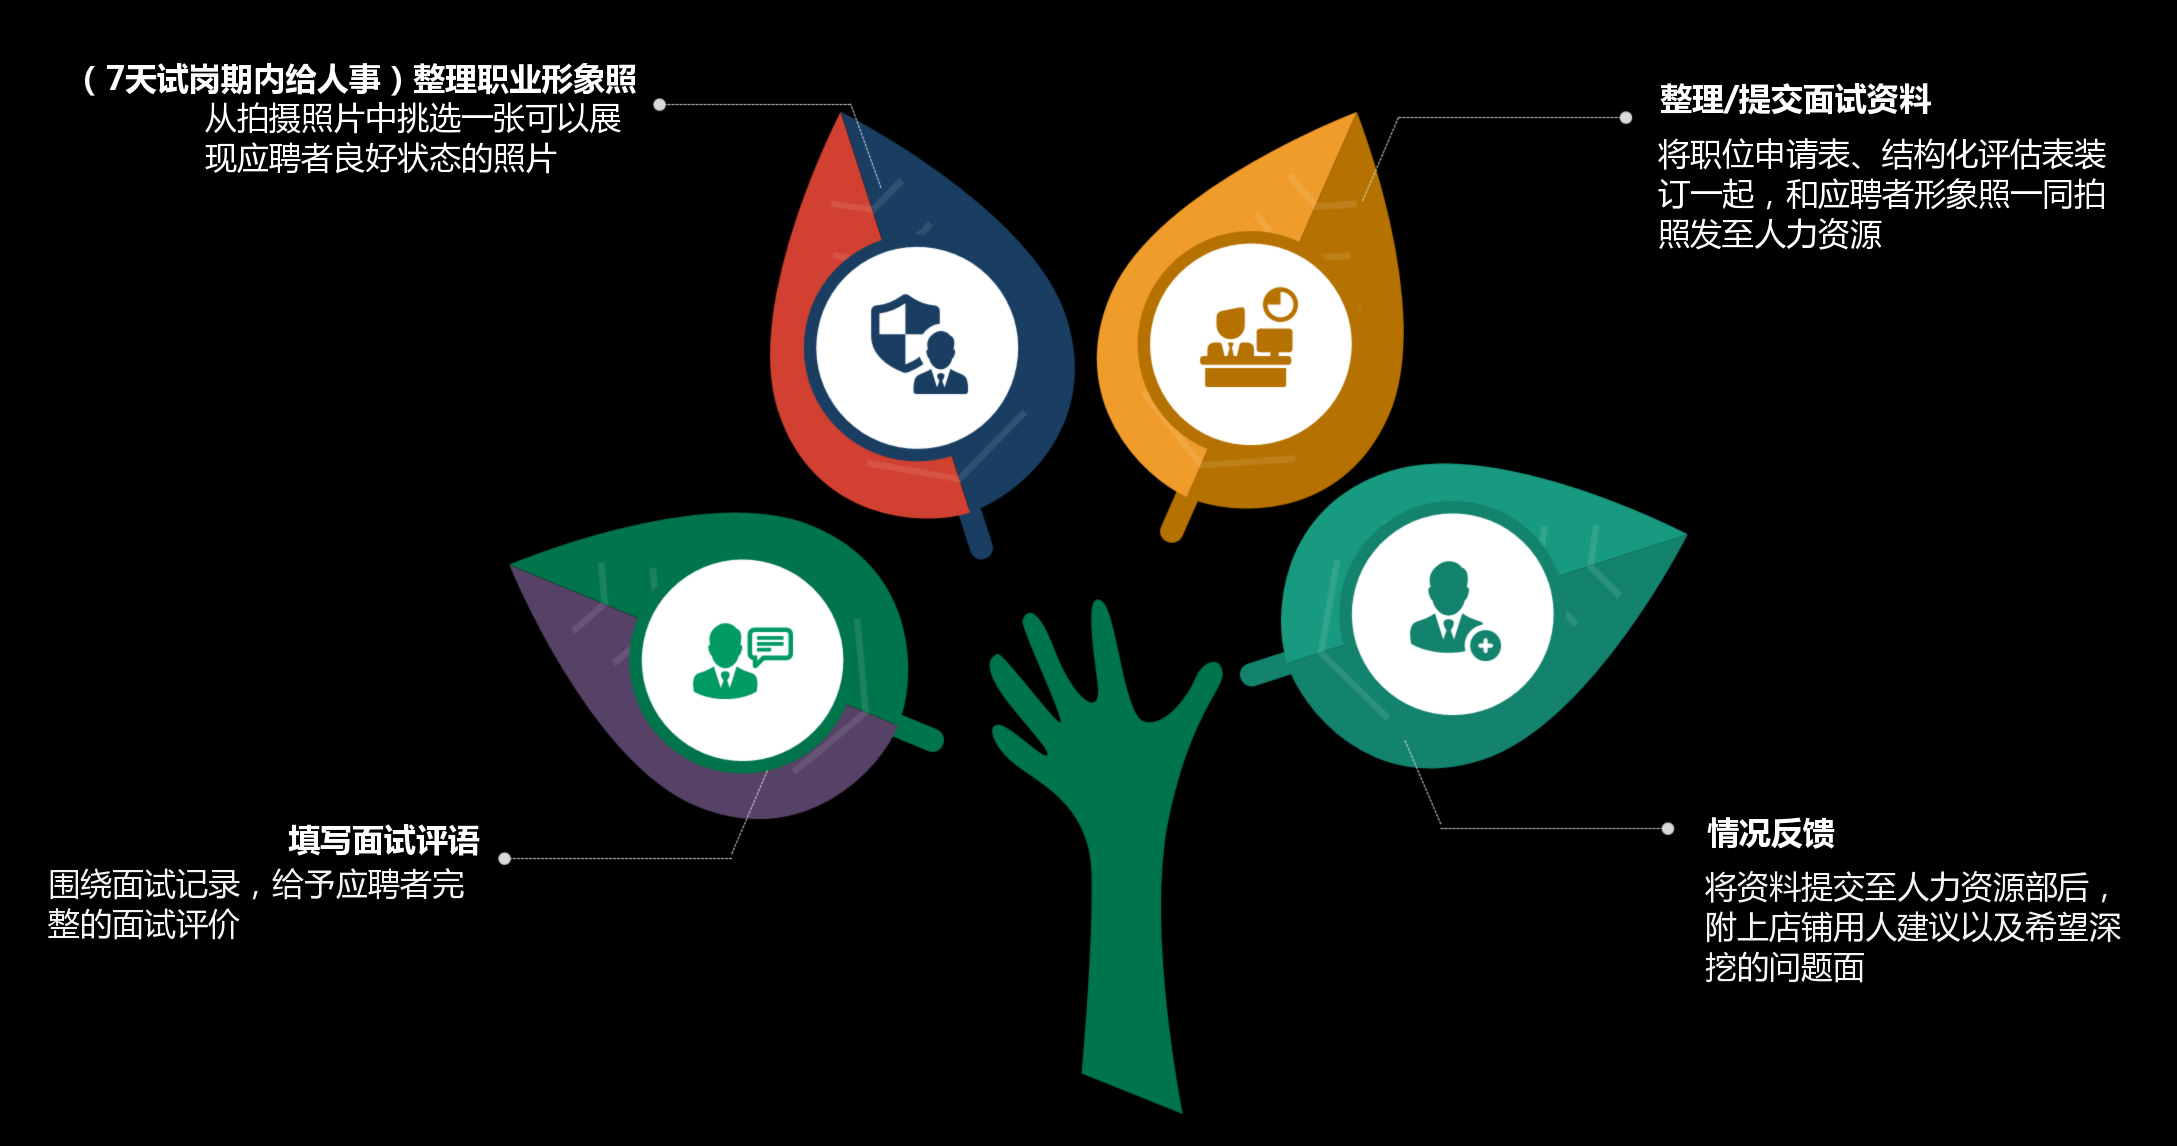 （7天试岗期内给人事）整理职业形象照
从拍摄照片中挑选一张可以展
现应聘者良好状态的照片
整理/提交面试资料
将职位申请表、结构化评估表装
订一起，和应聘者形象照一同拍
照发至人力资源
填写面试评语
围绕面试记录，给予应聘者完
整的面试评价
情况反馈
将资料提交至人力资源部后，
附上店铺用人建议以及希望深
挖的问题面